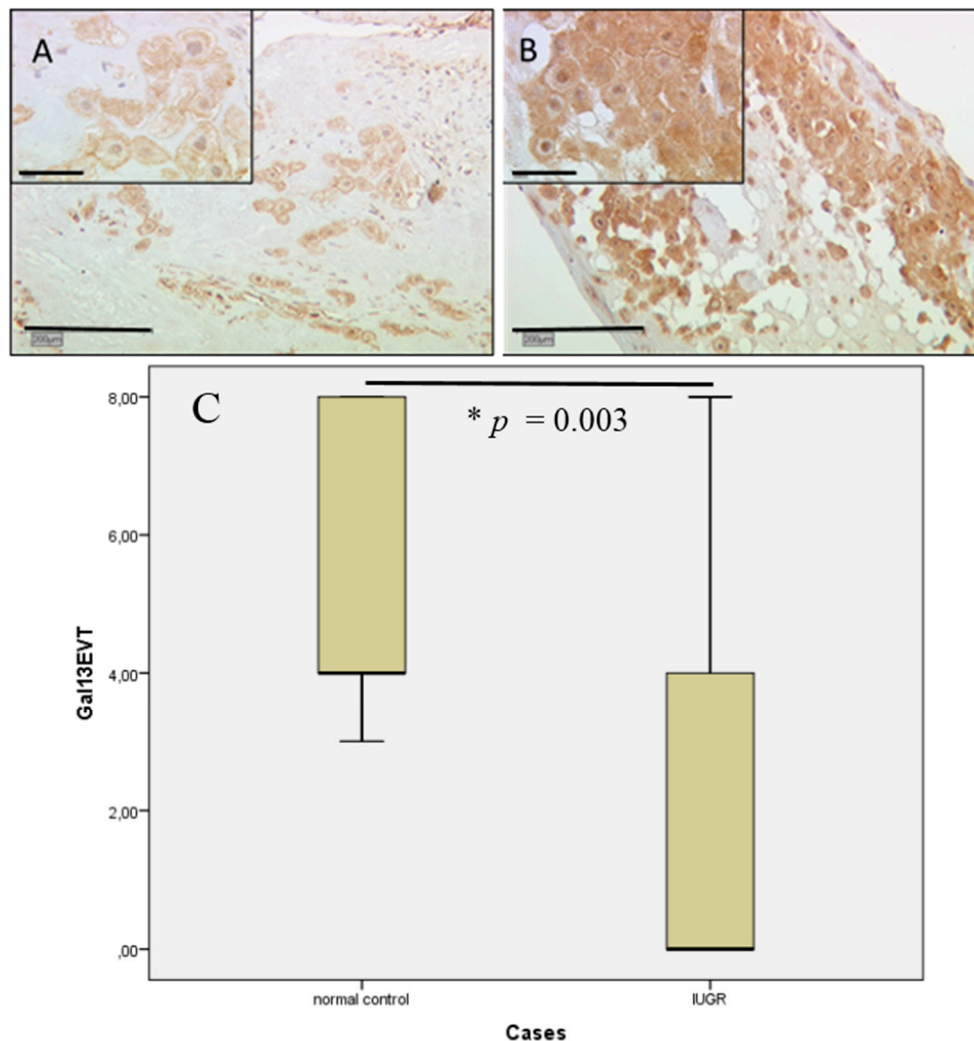 A
B
200µm
200µm
C
* p = 0.003
8,00
6,00
4,00
2,00
,00
Gal13EVT
normal control
IUGR
Cases